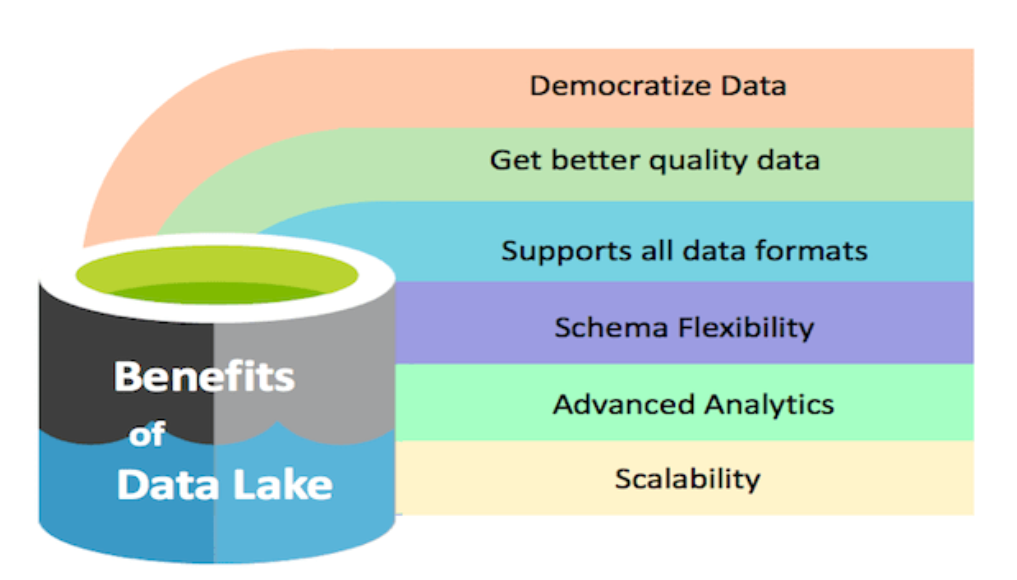 Democratize Data
Get better quality data
Supports all data formats
Schema Flexibility
Advanced Analytics
Scalability
Benefits
of
Data Lake